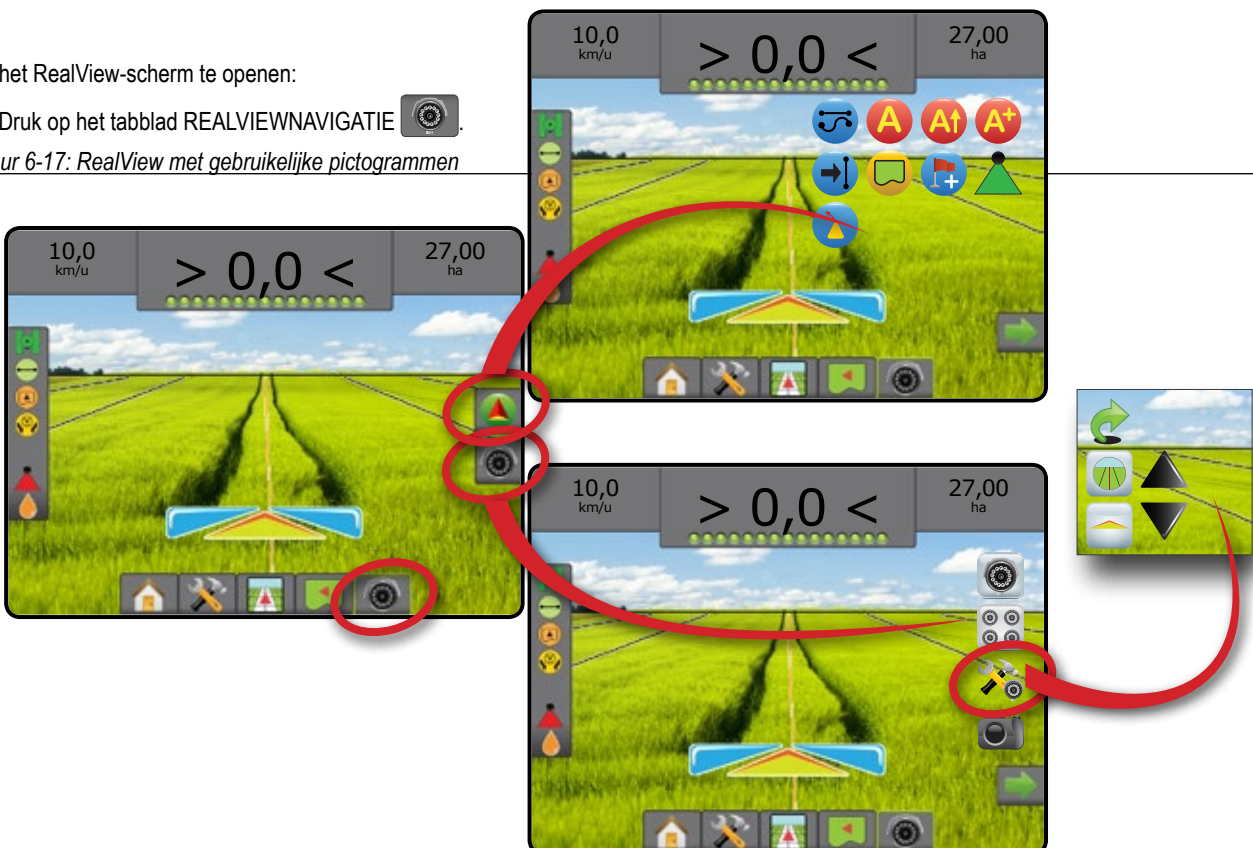 het RealView-scherm te openen:
Druk op het tabblad REALVIEWNAVIGATIE .
ur 6-17: RealView met gebruikelijke pictogrammen
10,0
km/u
> 0,0 <
27,00
ha
A A A+
10,0
km/u
> 0,0 <
27,00
ha
10,0
km/u
> 0,0 <
27,00
ha